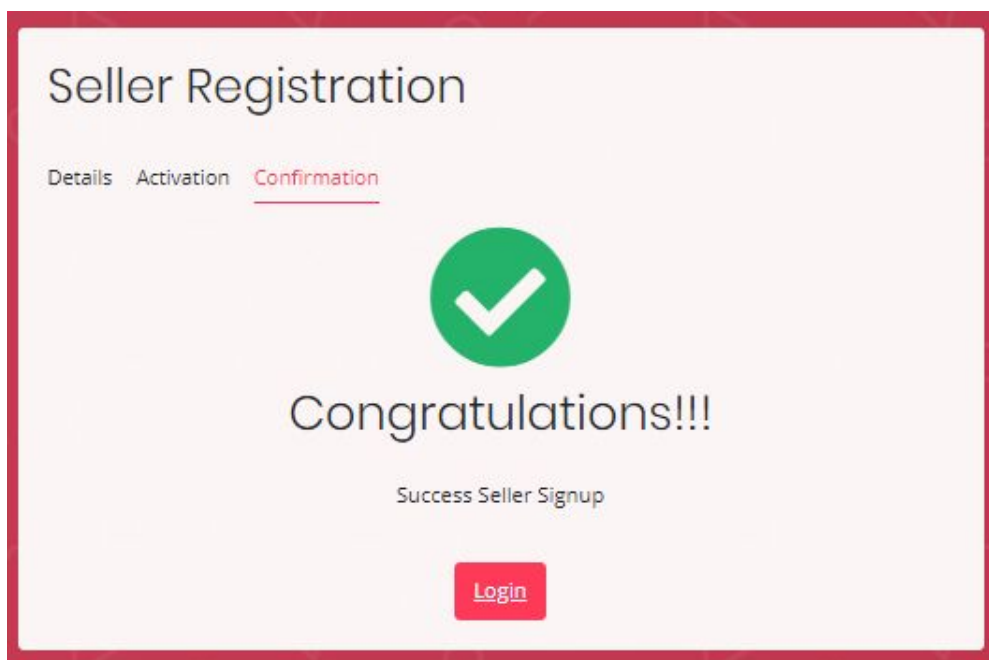 Seller Registration
Details Activation Confirmation
Congratulations!!!
Success Seller Signup
Login